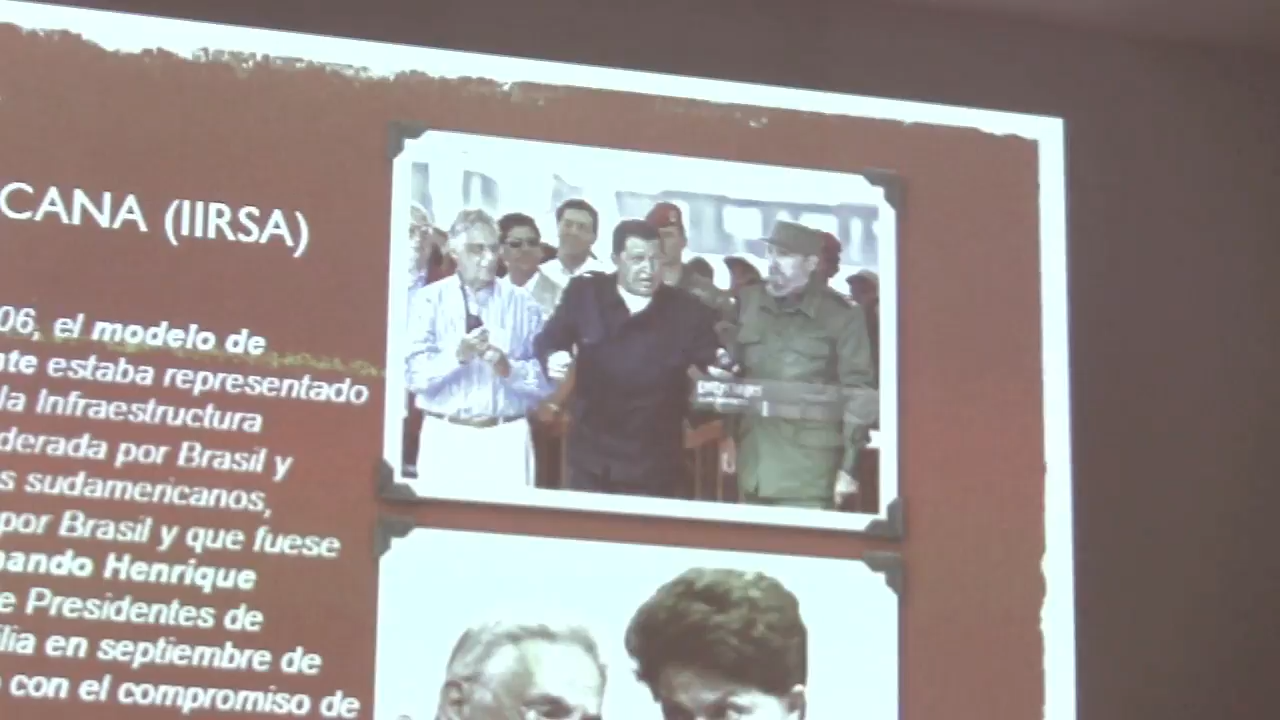 CANA (IIRSA)
06, el modelo de
nte estaba representado
la Infraestructura
derada por Brasil y
s sudamericanos,
por Brasil y que fuese
nando Henrique
e Presidentes de
ilia en septiembre de
con el compromiso de